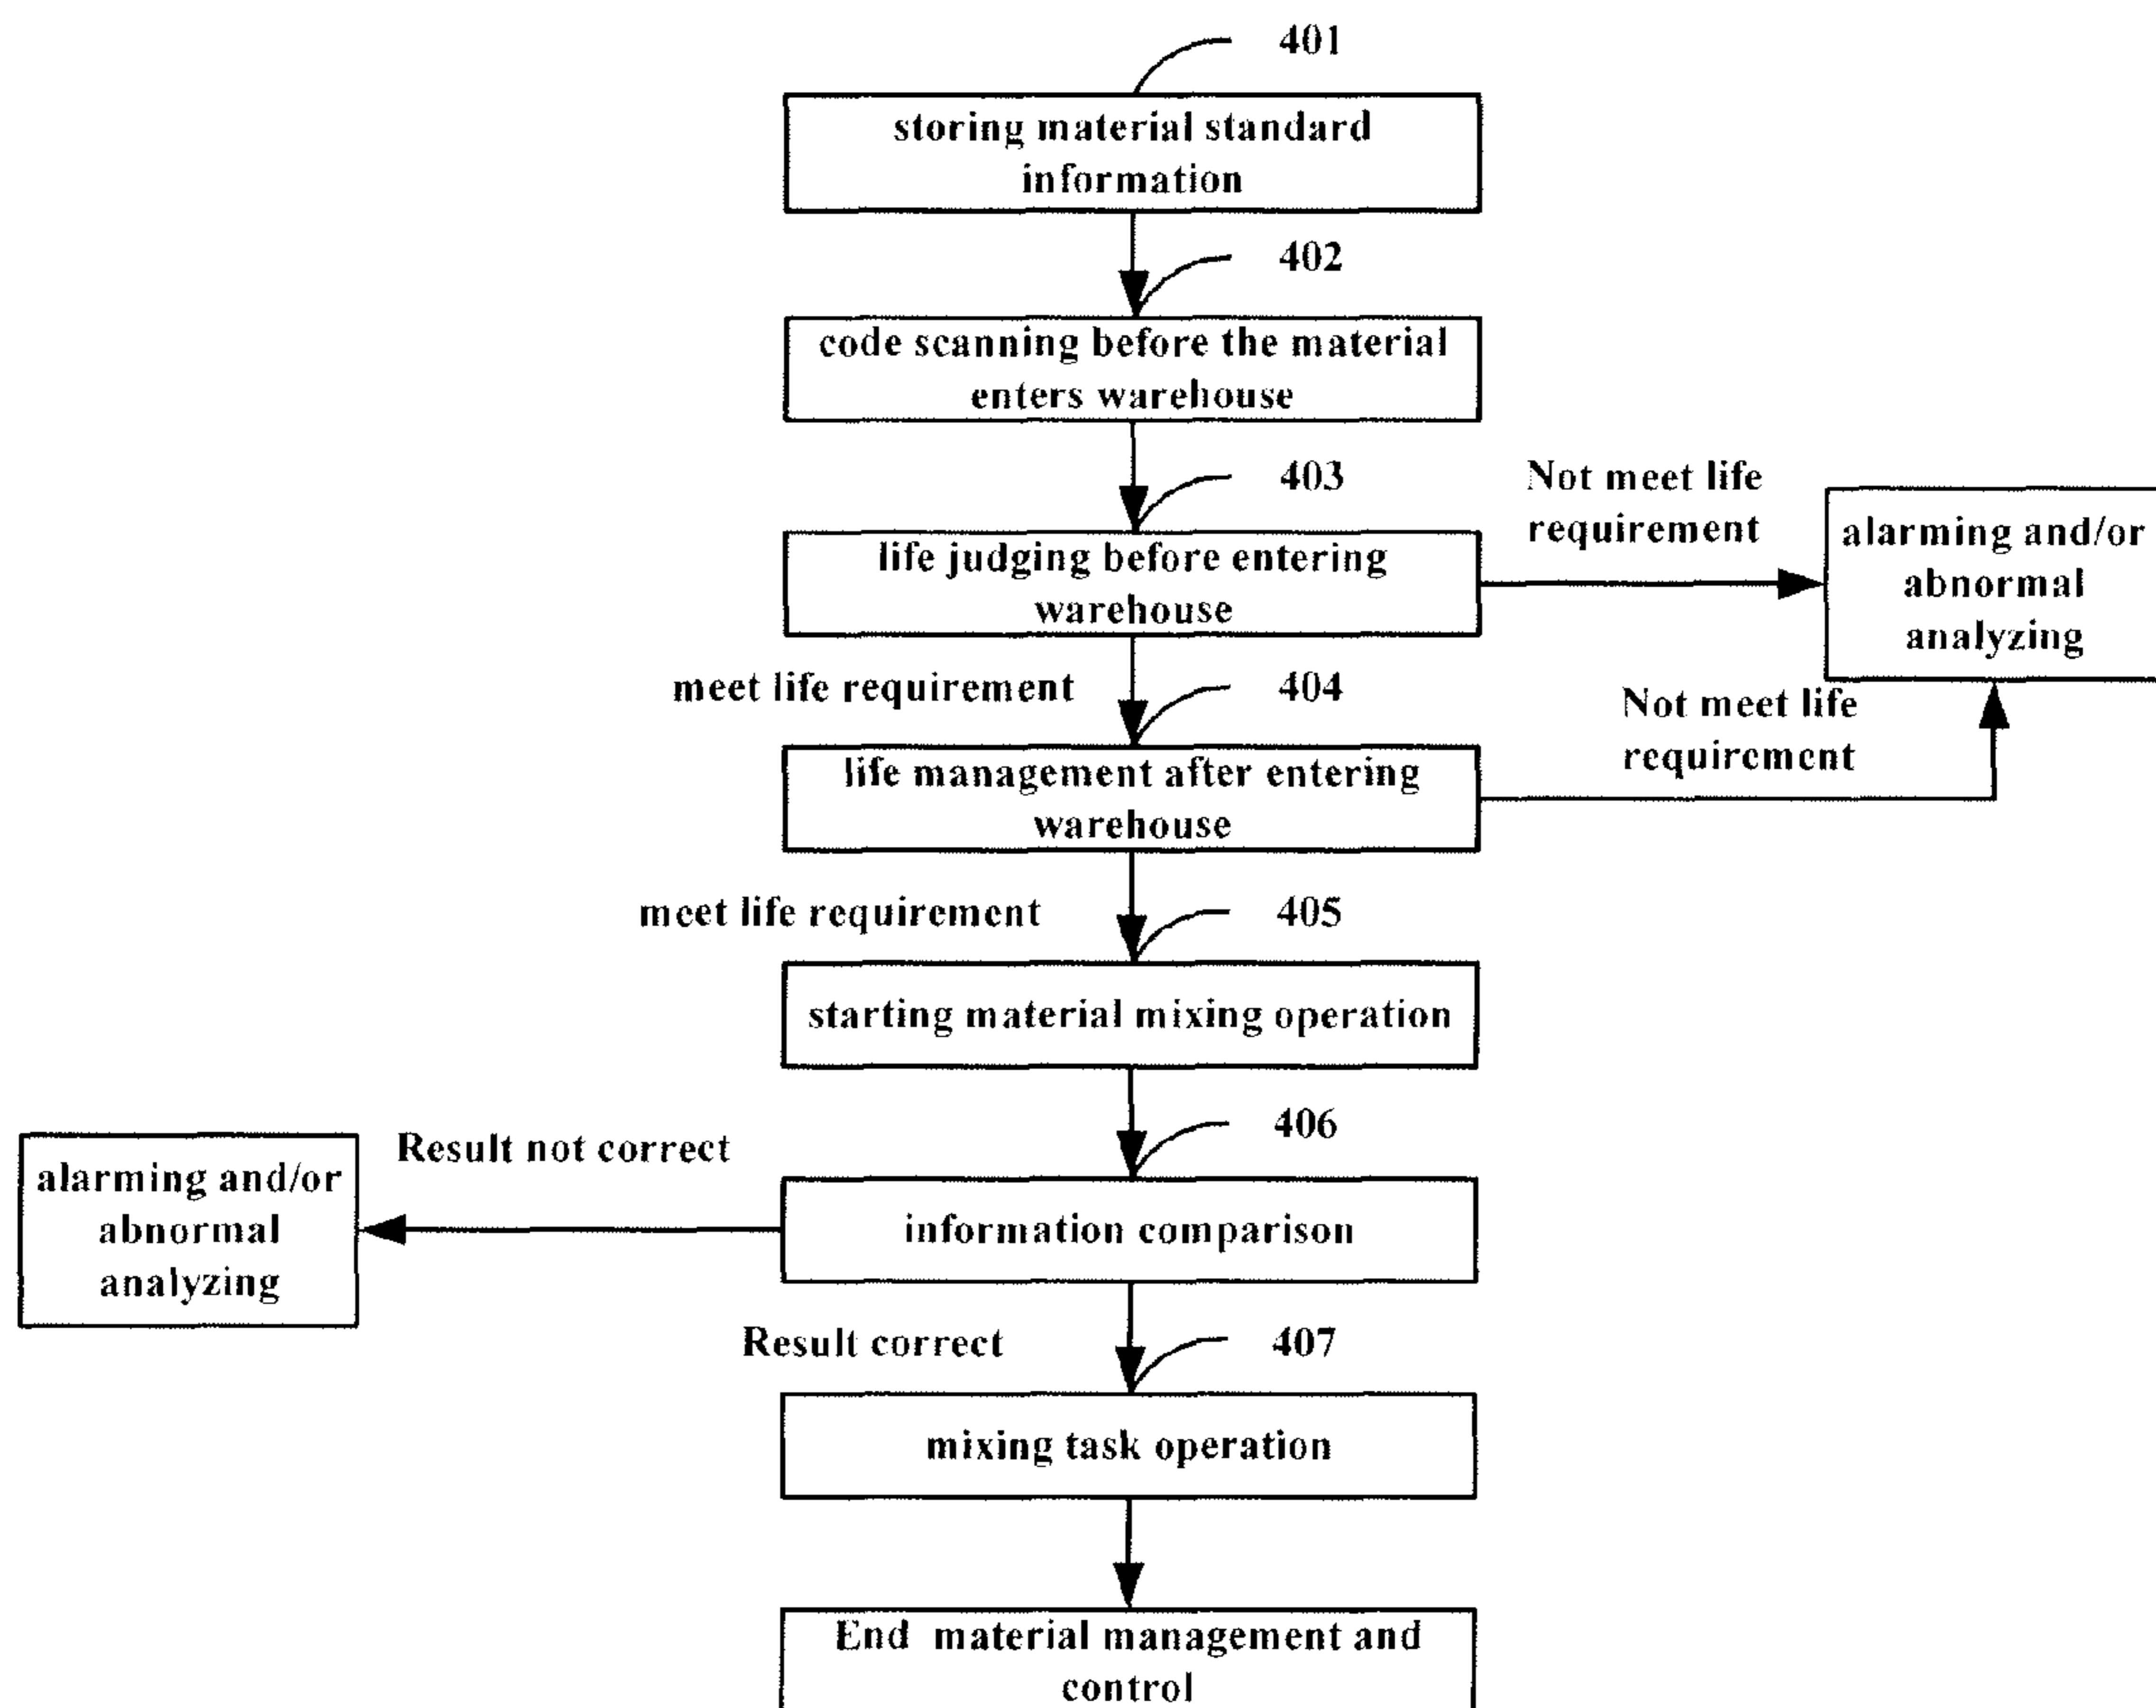 401
storing material standard
information
402
code scanning before the material
enters warehouse
403
life judging before entering
warehouse
Not meet life
requirement
alarming and/or
abnormal
analyzing
meet life requirement
404
life management after entering
warehouse
Not meet life
requirement
meet life requirement
405
starting material mixing operation
406
information comparison
Result not correct
alarming and/or
abnormal
analyzing
Result correct
407
mixing task operation
End material management and
control